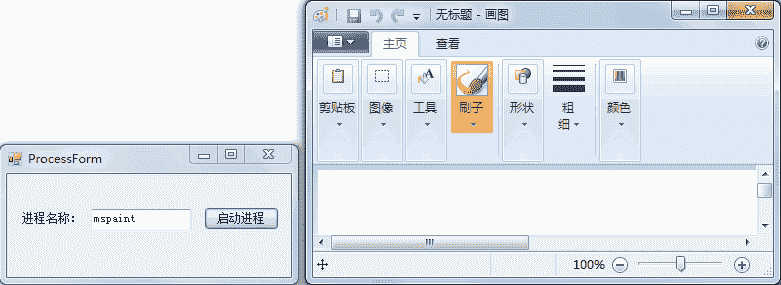 ProcessForm
进程名称： mspaint 启动进程
无标题 - 画图
主页 查看
剪贴板 图像 工具 刷子 形状 粗细 颜色
100%